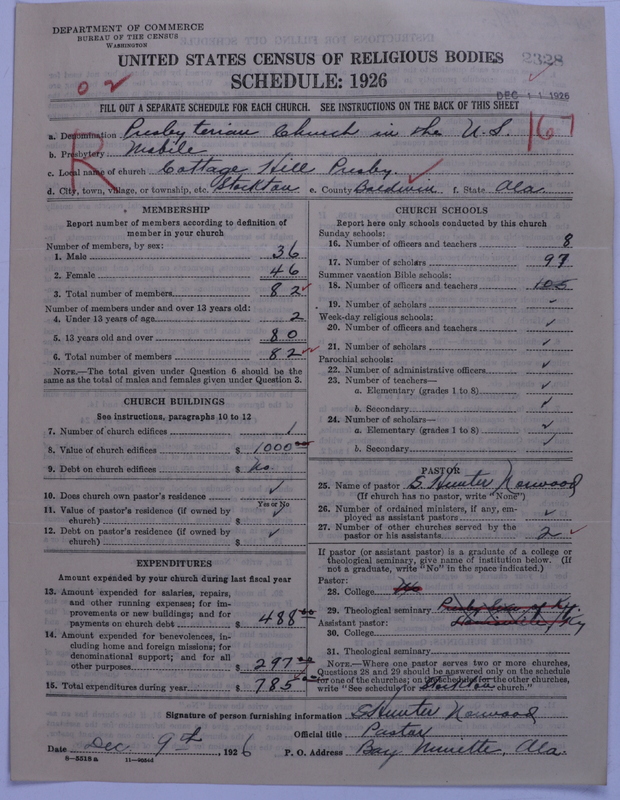 DEPARTMENT OF COMMERCE
BUREAU OF THE CENSUS
WASHINGTON
UNITED STATES CENSUS OF RELIGIOUS BODIES
2328
SCHEDULE: 1926
DEC 11 1926
FILL OUT A SEPARATE SCHEDULE FOR EACH CHURCH. SEE INSTRUCTIONS ON THE BACK OF THIS SHEET
R
167
a. Denomination Presbyterian Church in the U.S.
b. Presbytery Mobile
c. Local name of church Cottage Hill Presby.
d. City, town, village, or township, etc. Stockton e. County Baldwin f. State Ala
MEMBERSHIP
Report number of members according to definition of
member in your church
Number of members, by sex:
1. Male 36
2. Female 46
3. Total number of members 82
Number of members under and over 13 years old:
4. Under 13 years of age 2
5. 13 years old and over 80
6. Total number of members 82
NOTE.—The total given under Question 6 should be
same as the total of males and females given under Question 3.
CHURCH BUILDINGS
See instructions, paragraphs 10 to 12
7. Number of church edifices 1
8. Value of church edifices $ 1000 00
9. Debt on church edifices $ No
10. Does church own pastor's residence ✓
Yes or No
11. Value of pastor's residence (if owned by
church) $ ✓
12. Debt on pastor's residence (if owned by
church) $ ✓
EXPENDITURES
Amount expended by your church during last fiscal year
13. Amount expended for salaries, repairs,
and other running expenses; for im-
provements or new buildings; and for
payments on church debt $ 488 00
14. Amount expended for benevolences, in-
cluding home and foreign missions; for
denominational support; and for all
other purposes $ 297 00
15. Total expenditures during year $ 785 00
CHURCH SCHOOLS
Report here only schools conducted by this church
Sunday schools:
16. Number of officers and teachers 8
17. Number of scholars 97
Summer vacation Bible schools:
18. Number of officers and teachers 105
19. Number of scholars ✓
Week-day religious schools:
20. Number of officers and teachers ✓
21. Number of scholars ✓
Parochial schools:
22. Number of administrative officers ✓
23. Number of teachers—
a. Elementary (grades 1 to 8) ✓
b. Secondary ✓
24. Number of scholars—
a. Elementary (grades 1 to 8) ✓
b. Secondary ✓
PASTOR
25. Name of pastor S. Hunter Norwood
(If church has no pastor, write "None")
26. Number of ordained ministers, if any, em-
ployed as assistant pastors ✓
27. Number of other churches served by the
pastor or his assistants 2
If pastor (or assistant pastor) is a graduate of a college or
theological seminary, give name of institution below. (If
not a graduate, write "No" in the space indicated.)
Pastor:
28. College No
29. Theological seminary Presby. Sem. of Ky.
Assistant pastor: Louisville, Ky
30. College
31. Theological seminary
NOTE.—Where one pastor serves two or more churches,
Questions 28 and 29 should be answered only on the schedule
for one of the churches; on the schedules for the other churches,
write "See schedule for Stockton church."
Signature of person furnishing information S Hunter Norwood
Official title Pastor
Date Dec 9th, 1926 P. O. Address Bay Minette, Ala.
8—5318 a 11—9554d